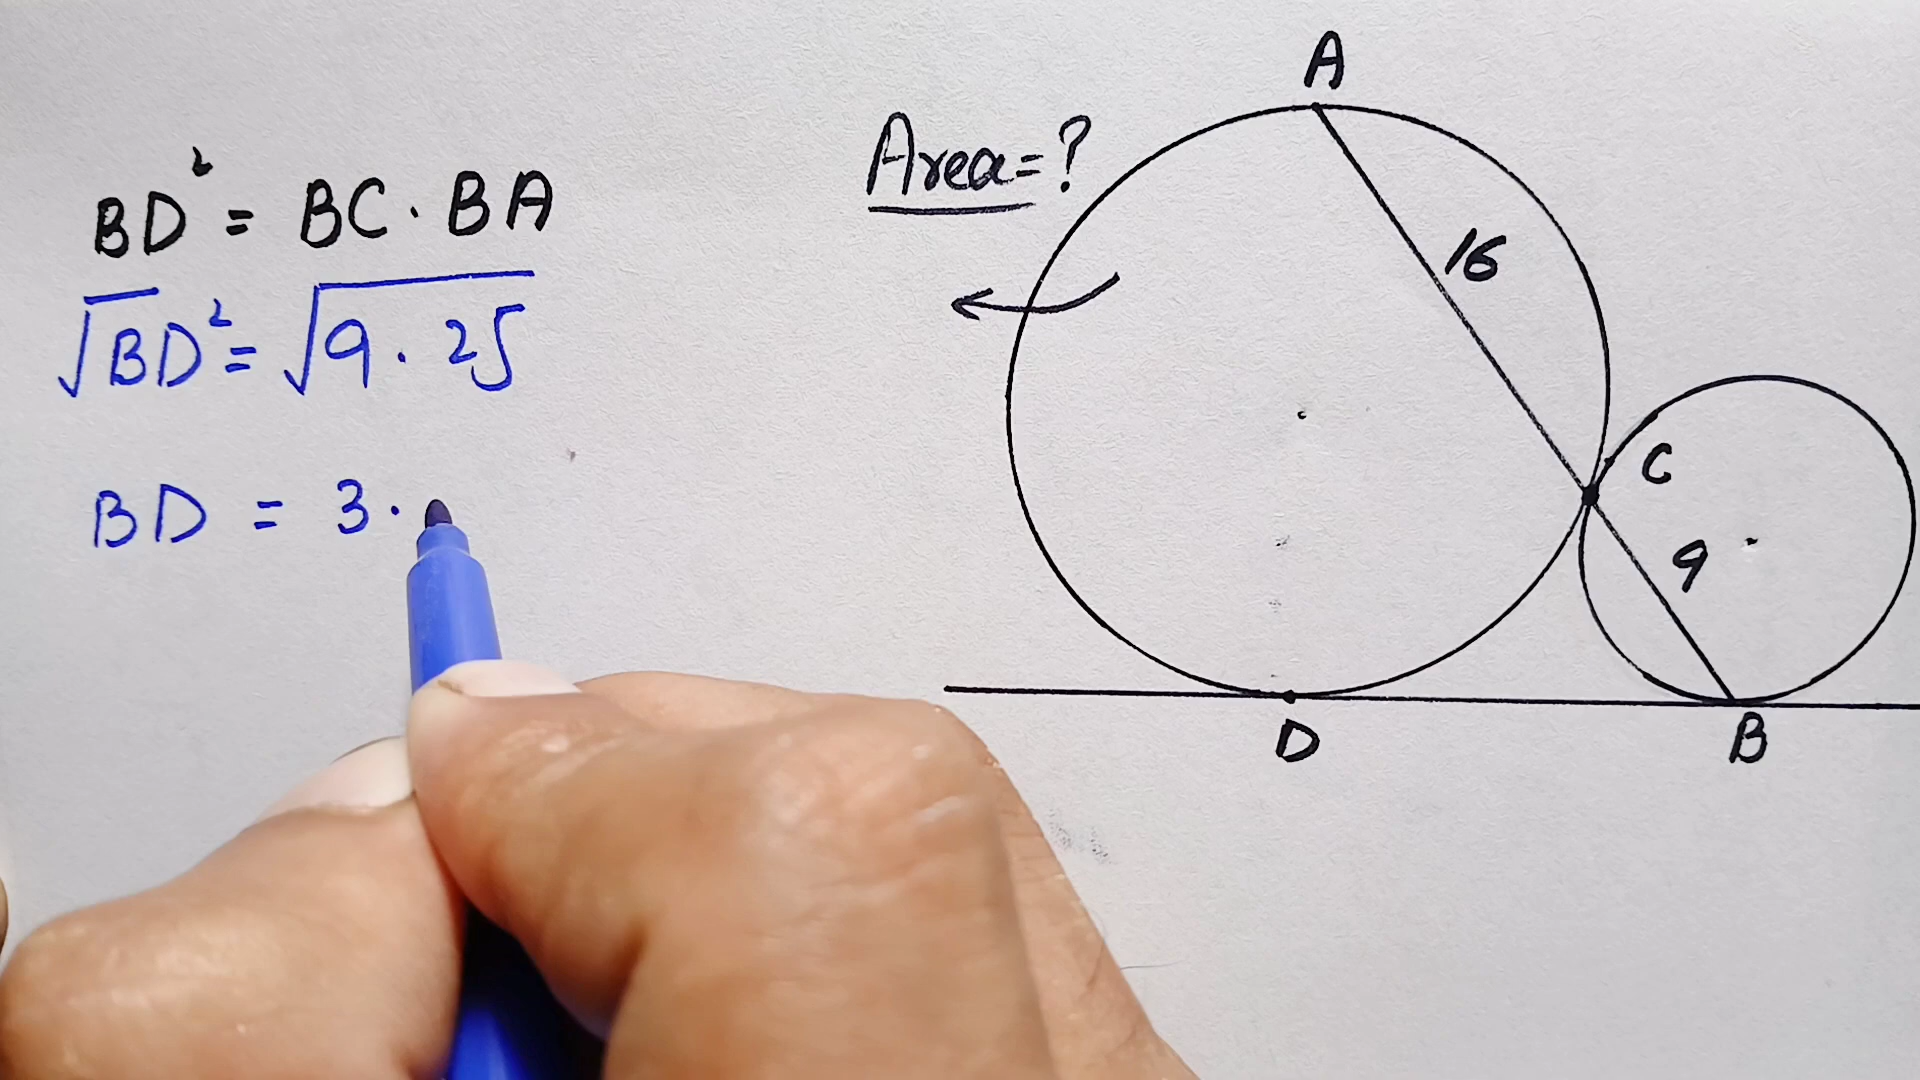 BD² = BC · BA
√BD² = √9 · 25
BD = 3 ·
Area = ?
A
16
C
9
D
B